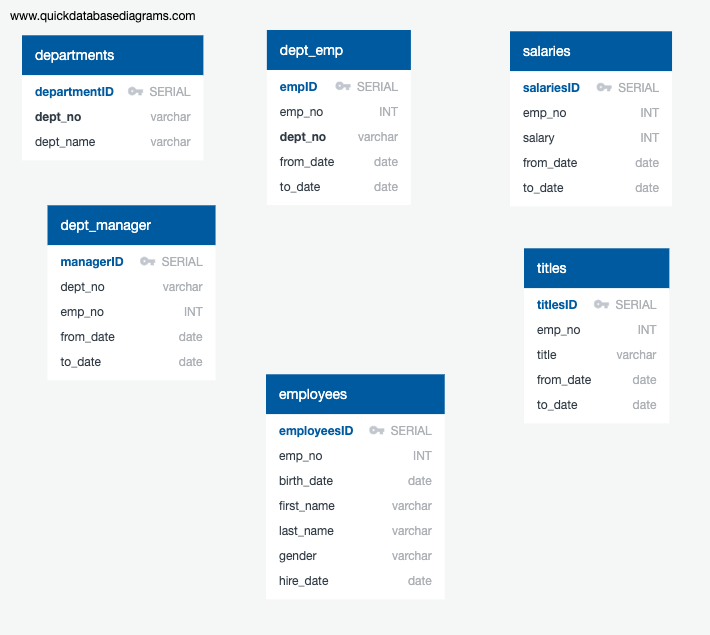 www.quickdatabasediagrams.com
departments
departmentID SERIAL
dept_no varchar
dept_name varchar
dept_emp
empID SERIAL
emp_no INT
dept_no varchar
from_date date
to_date date
salaries
salariesID SERIAL
emp_no INT
salary INT
from_date date
to_date date
dept_manager
managerID SERIAL
dept_no varchar
emp_no INT
from_date date
to_date date
titles
titlesID SERIAL
emp_no INT
title varchar
from_date date
to_date date
employees
employeesID SERIAL
emp_no INT
birth_date date
first_name varchar
last_name varchar
gender varchar
hire_date date